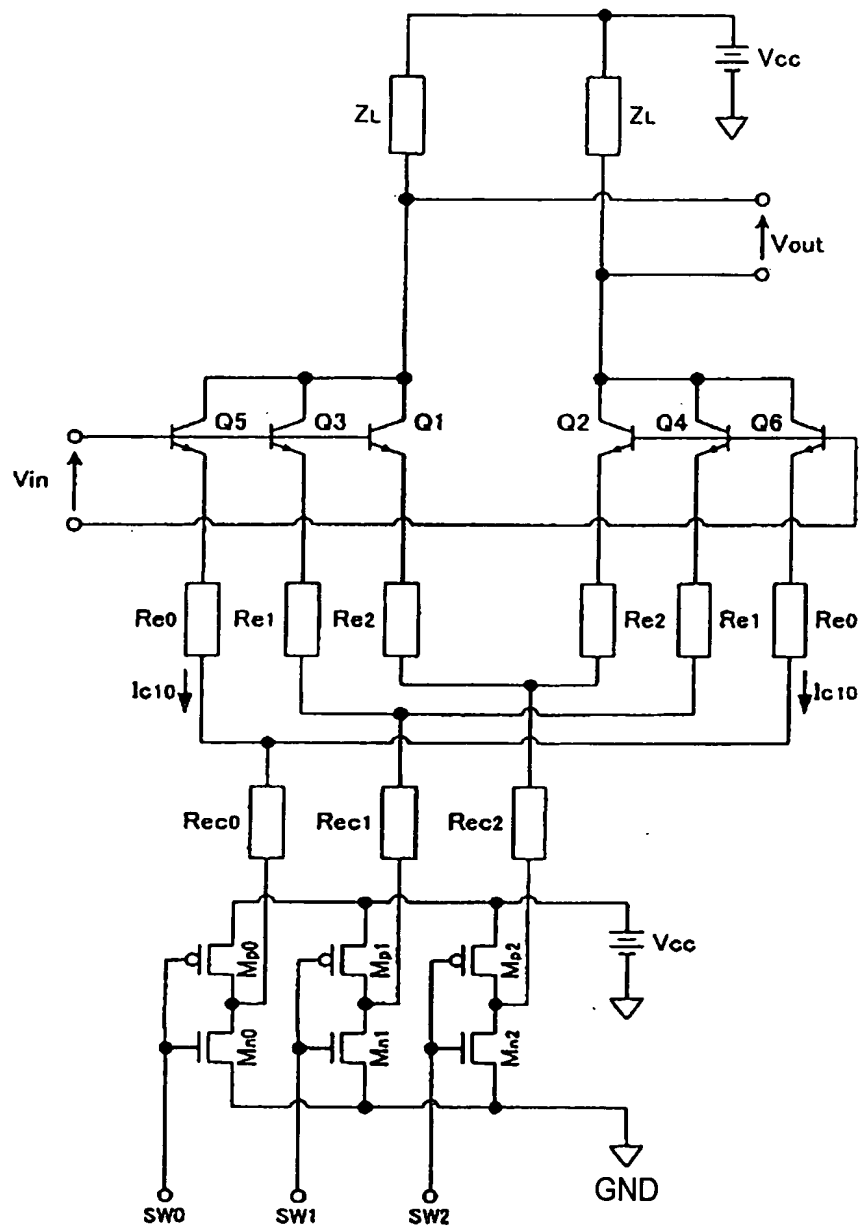 Vcc
ZL ZL
Vout
Q5 Q3 Q1 Q2 Q4 Q6
Vin
Re0 Re1 Re2 Re2 Re1 Re0
Ic10 Ic10
Rec0 Rec1 Rec2
Mp0 Mp1 Mp2 Vcc
Mn0 Mn1 Mn2
SW0 SW1 SW2 GND